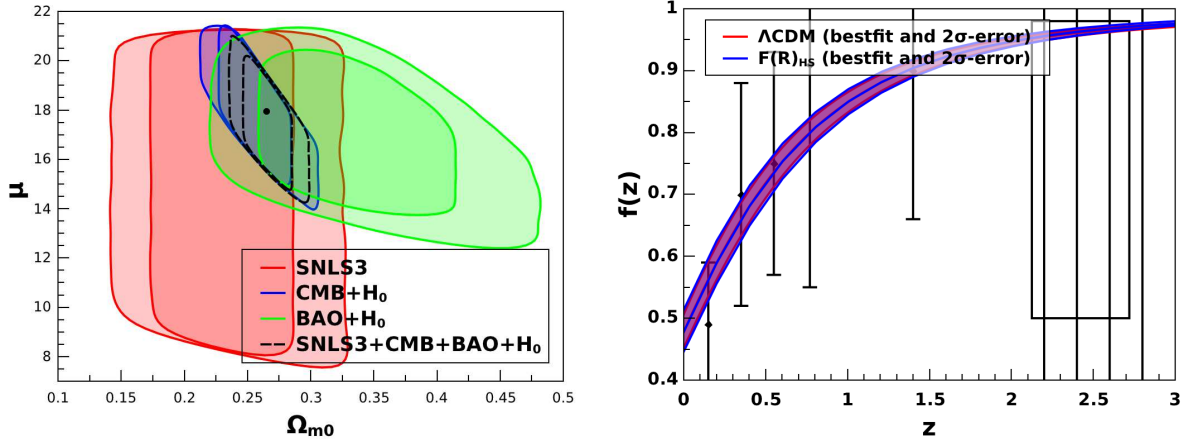 22
20
18
16
14
12
10
8
μ
0.1 0.15 0.2 0.25 0.3 0.35 0.4 0.45 0.5
Ωm0
SNLS3
CMB+H₀
BAO+H₀
SNLS3+CMB+BAO+H₀
1
0.9
0.8
0.7
0.6
0.5
0.4
f(z)
0 0.5 1 1.5 2 2.5 3
z
ΛCDM (bestfit and 2σ-error)
F(R)HS (bestfit and 2σ-error)